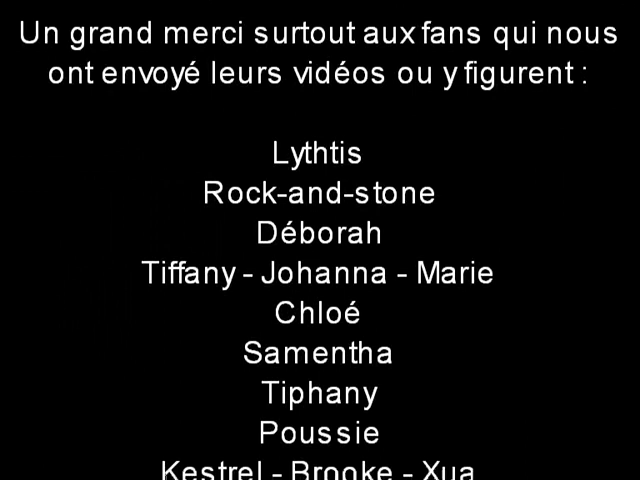 Un grand merci surtout aux fans qui nous
ont envoyé leurs vidéos ou y figurent :
Lythtis
Rock-and-stone
Déborah
Tiffany - Johanna - Marie
Chloé
Samentha
Tiphany
Poussie
Kestrel - Brooke - Xua